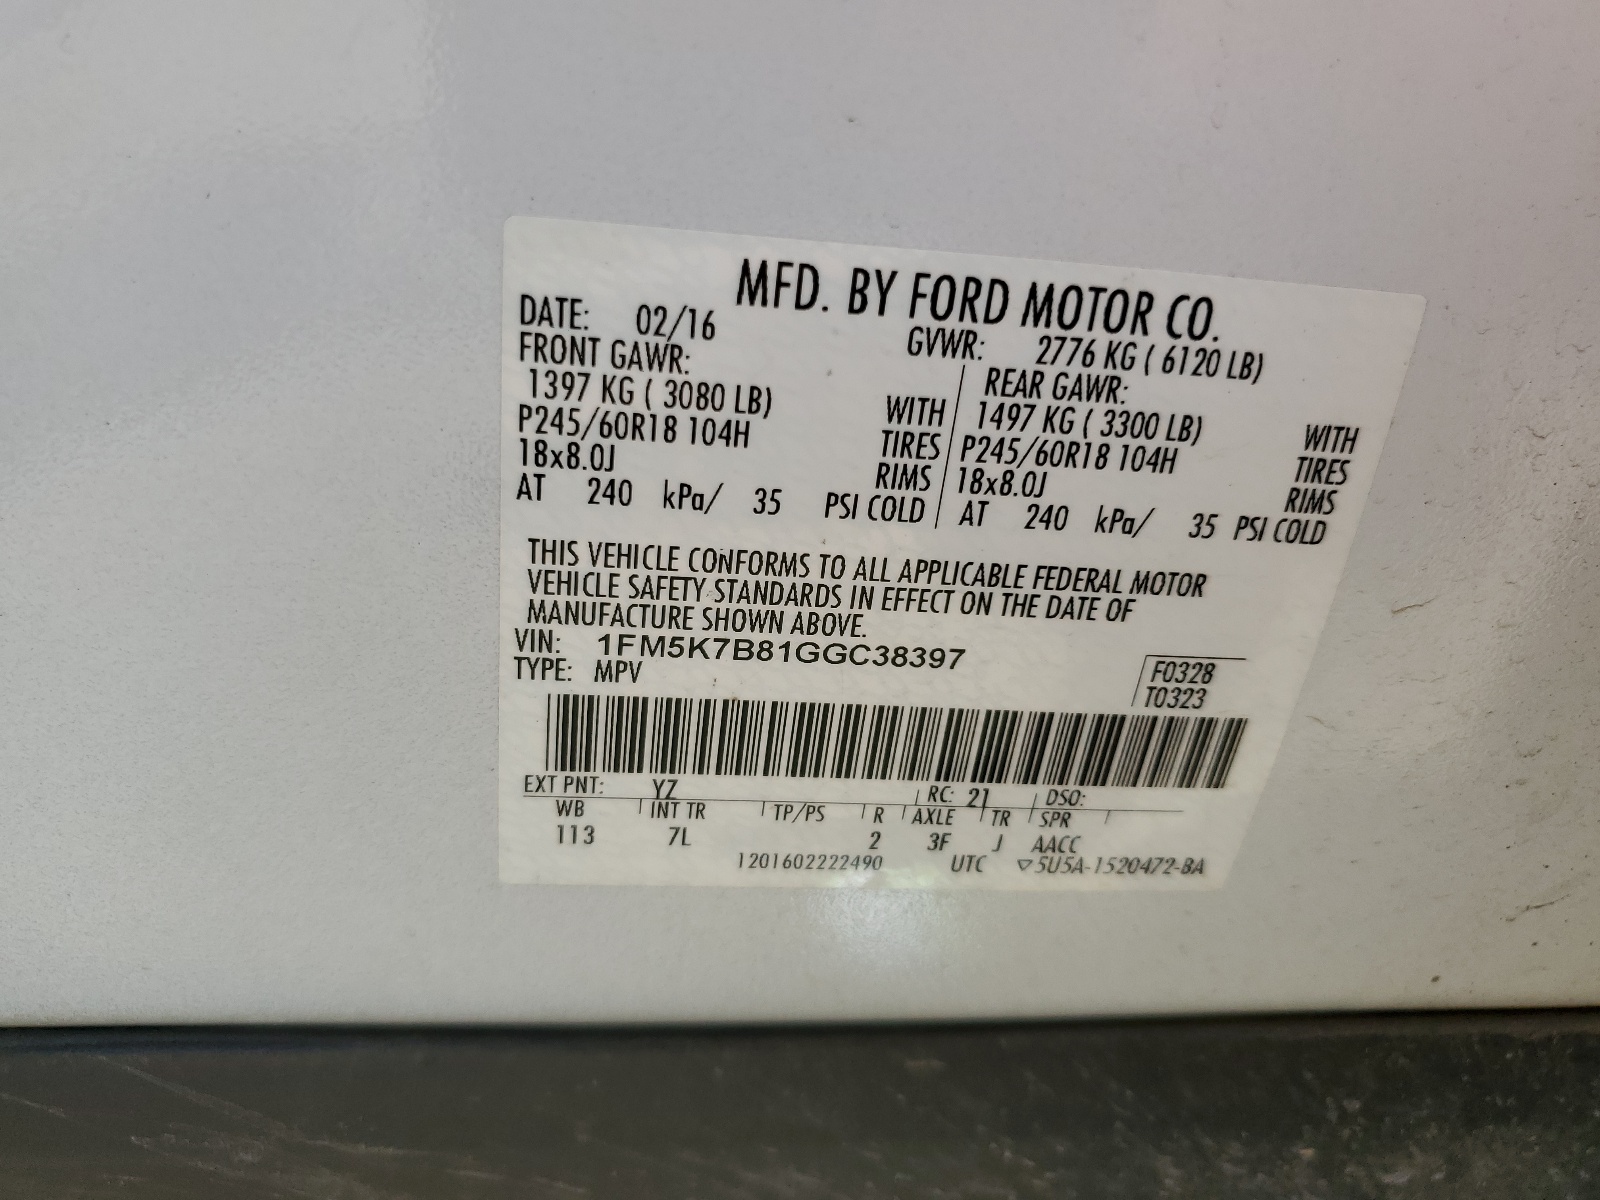 MFD. BY FORD MOTOR CO.
DATE: 02/16 GVWR: 2776 KG ( 6120 LB)
FRONT GAWR: REAR GAWR:
1397 KG ( 3080 LB) WITH 1497 KG ( 3300 LB) WITH
P245/60R18 104H TIRES P245/60R18 104H TIRES
18x8.0J RIMS 18x8.0J RIMS
AT 240 kPa/ 35 PSI COLD AT 240 kPa/ 35 PSI COLD
THIS VEHICLE CONFORMS TO ALL APPLICABLE FEDERAL MOTOR
VEHICLE SAFETY STANDARDS IN EFFECT ON THE DATE OF
MANUFACTURE SHOWN ABOVE.
VIN: 1FM5K7B81GGC38397
TYPE: MPV
F0328
T0323
EXT PNT: YZ RC: 21 DSO:
WB INT TR TP/PS R AXLE TR SPR
113 7L 2 3F J AACC
1201602222490 UTC ▽5U5A-1520472-BA